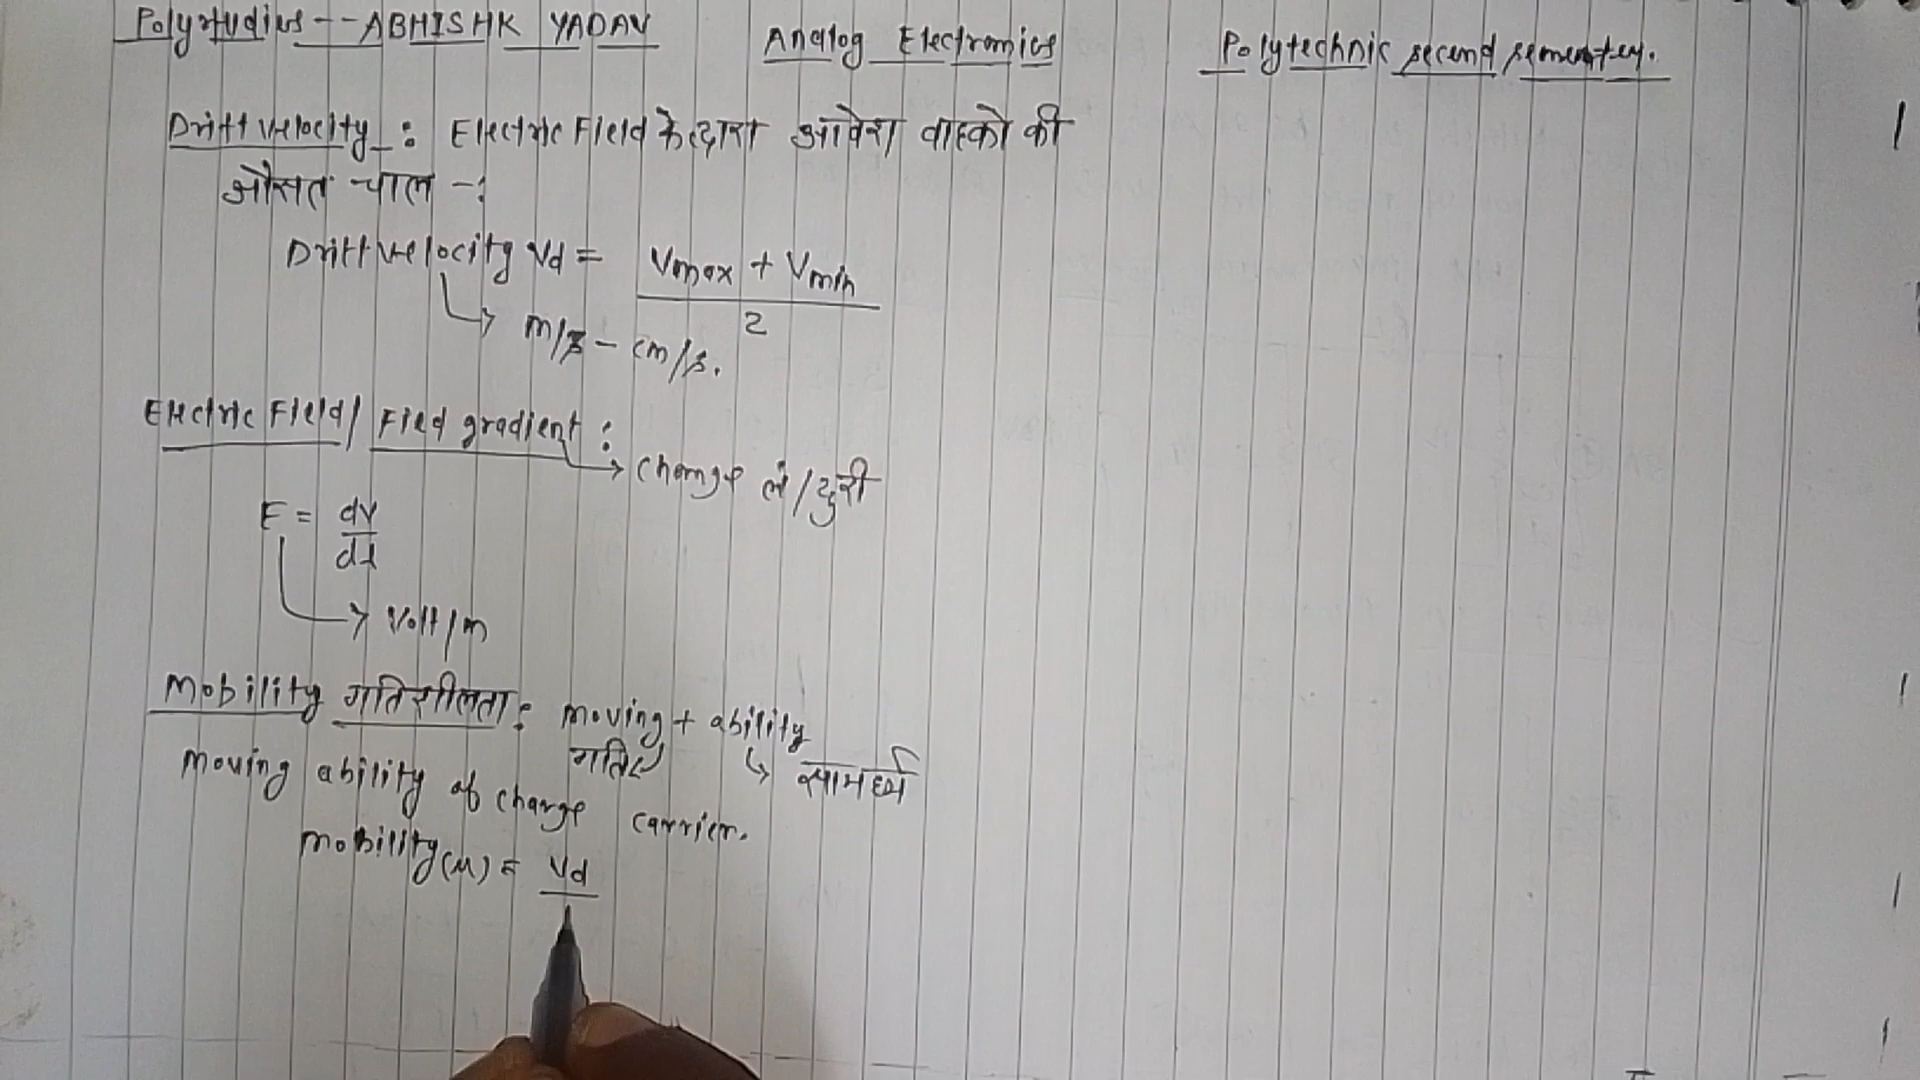 Polystudies---ABHISHK YADAV Analog Electronics Polytechnic second semester.
Drift velocity : Electric Field के द्वारा आवेश वाहको की
औसत चाल -:
Drift velocity Vd = Vmax + Vmin
2
m/s - cm/s.
Electric Field / Field gradient :
Change / दुरी
E = dv
dx
Volt/m
Mobility गतिशीलता : moving + ability
गति सामर्थ्य
moving ability of charge carrier.
Mobility (μ) = Vd